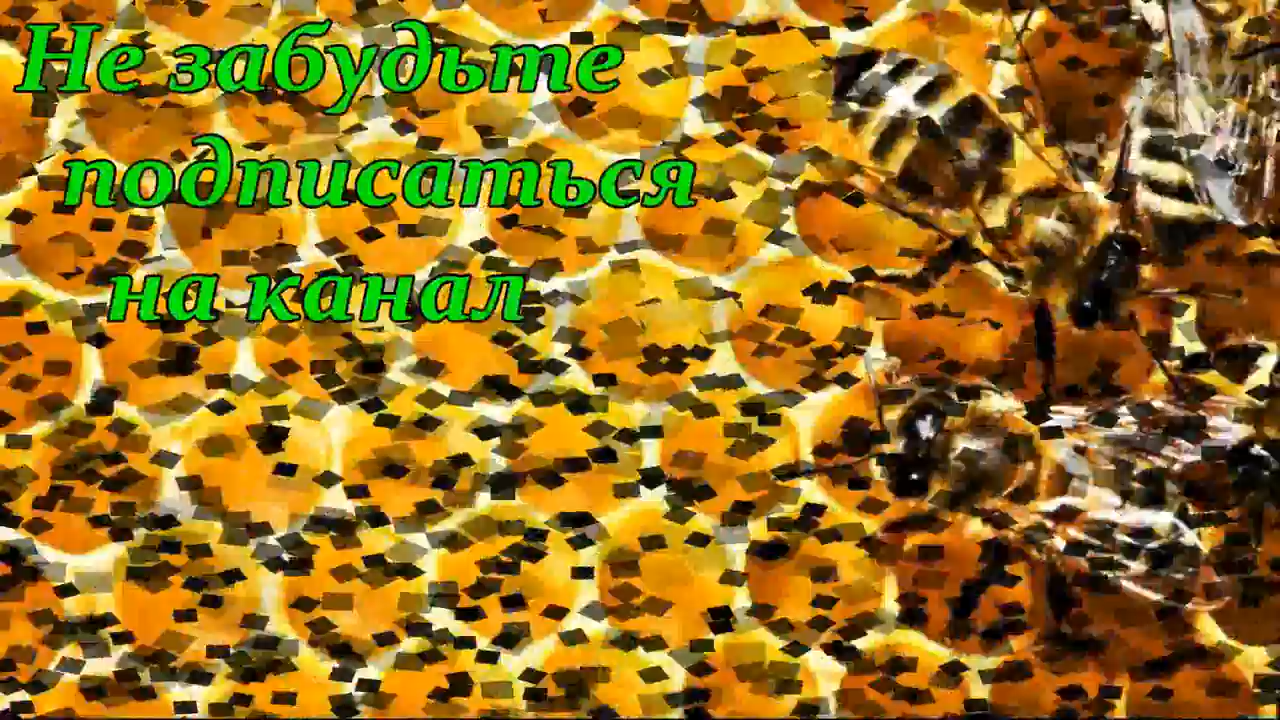 Не забудьте
подписаться
на канал